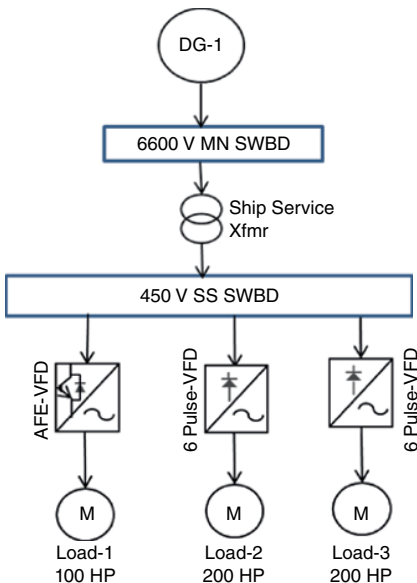 DG-1
6600 V MN SWBD
Ship Service
Xfmr
450 V SS SWBD
AFE-VFD
6 Pulse-VFD
6 Pulse-VFD
M
M
M
Load-1
100 HP
Load-2
200 HP
Load-3
200 HP